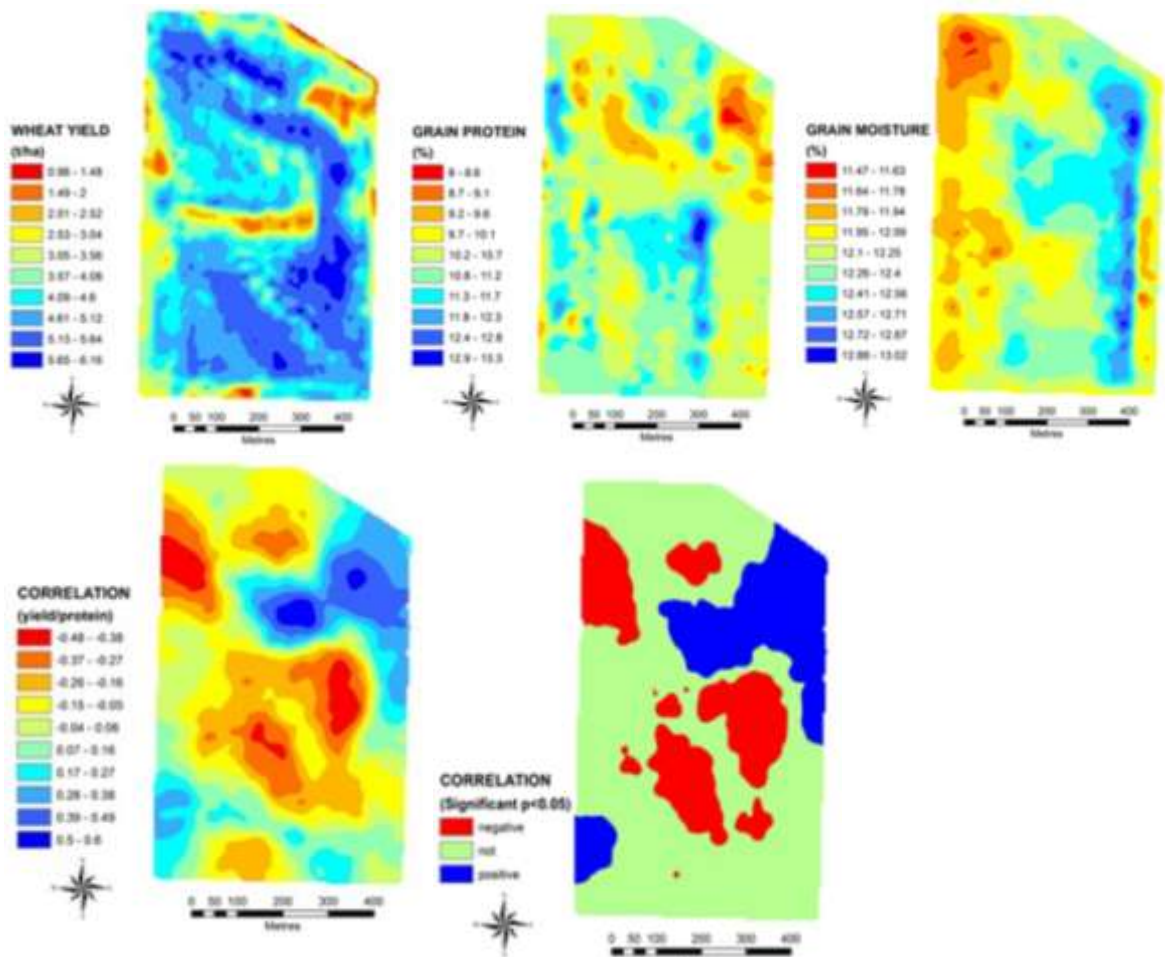 WHEAT YIELD
(t/ha)
0.98 - 1.48
1.49 - 2
2.01 - 2.52
2.53 - 3.04
3.05 - 3.56
3.57 - 4.08
4.09 - 4.6
4.61 - 5.12
5.13 - 5.64
5.65 - 6.16
0 50 100 200 300 400
Metres
GRAIN PROTEIN
(%)
8 - 8.6
8.7 - 9.1
9.2 - 9.6
9.7 - 10.1
10.2 - 10.7
10.8 - 11.2
11.3 - 11.7
11.8 - 12.3
12.4 - 12.8
12.9 - 13.3
0 50 100 200 300 400
Metres
GRAIN MOISTURE
(%)
11.47 - 11.63
11.64 - 11.78
11.79 - 11.94
11.95 - 12.09
12.1 - 12.25
12.26 - 12.4
12.41 - 12.56
12.57 - 12.71
12.72 - 12.87
12.88 - 13.02
0 50 100 200 300 400
Metres
CORRELATION
(yield/protein)
-0.48 - -0.38
-0.37 - -0.27
-0.26 - -0.16
-0.15 - -0.05
-0.04 - 0.06
0.07 - 0.16
0.17 - 0.27
0.28 - 0.38
0.39 - 0.49
0.5 - 0.6
0 50 100 200 300 400
Metres
CORRELATION
(Significant p<0.05)
negative
not
positive
0 50 100 200 300 400